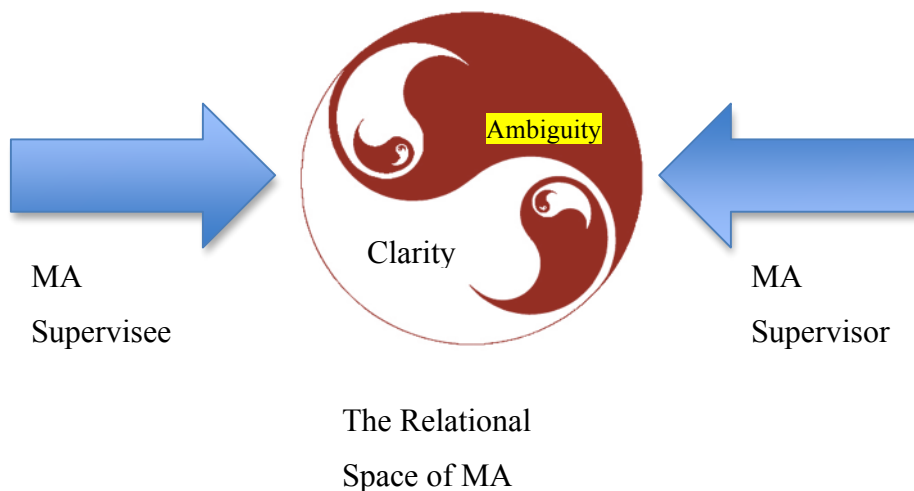 Ambiguity
Clarity
MA
Supervisee
MA
Supervisor
The Relational
Space of MA